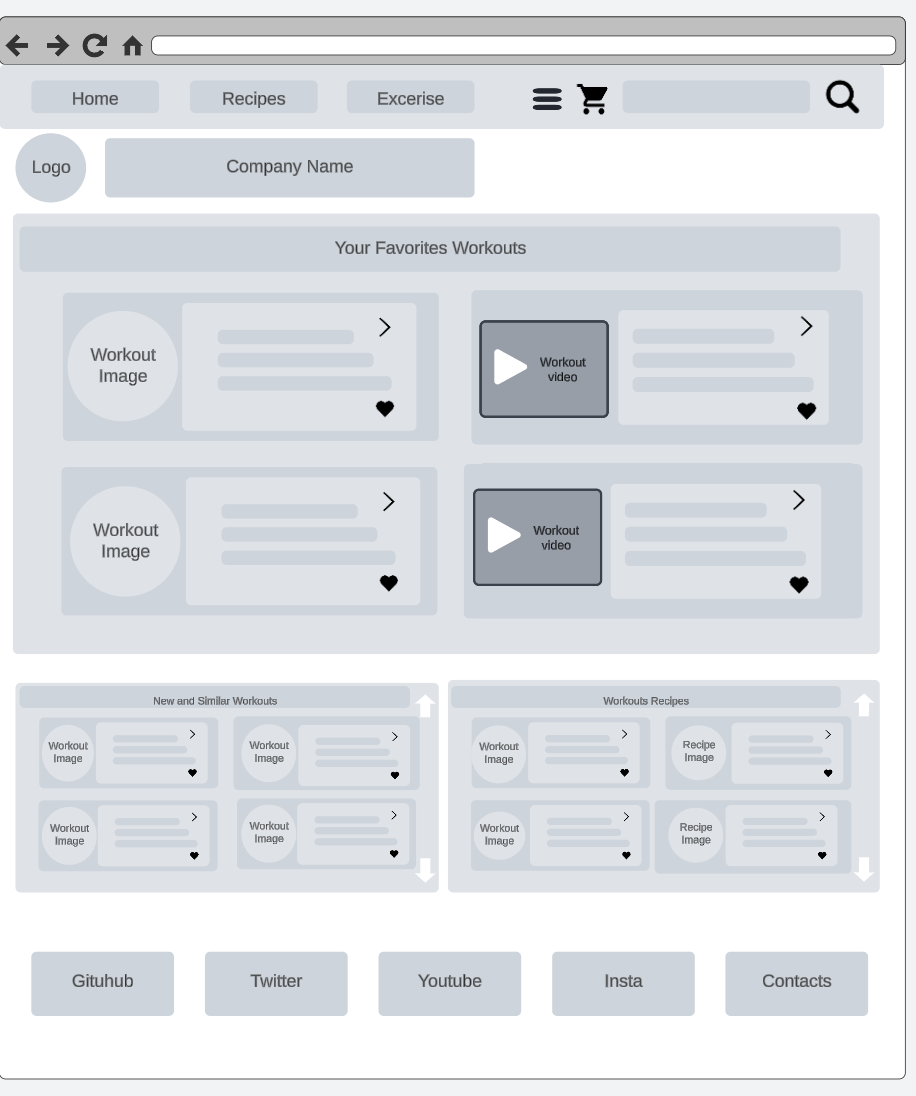 Home
Recipes
Excerise
Logo
Company Name
Your Favorites Workouts
Workout
Image
Workout
video
Workout
Image
Workout
video
New and Similar Workouts
Workout
Image
Workout
Image
Workout
Image
Workout
Image
Workouts Recipes
Workout
Image
Recipe
Image
Workout
Image
Recipe
Image
Gituhub
Twitter
Youtube
Insta
Contacts